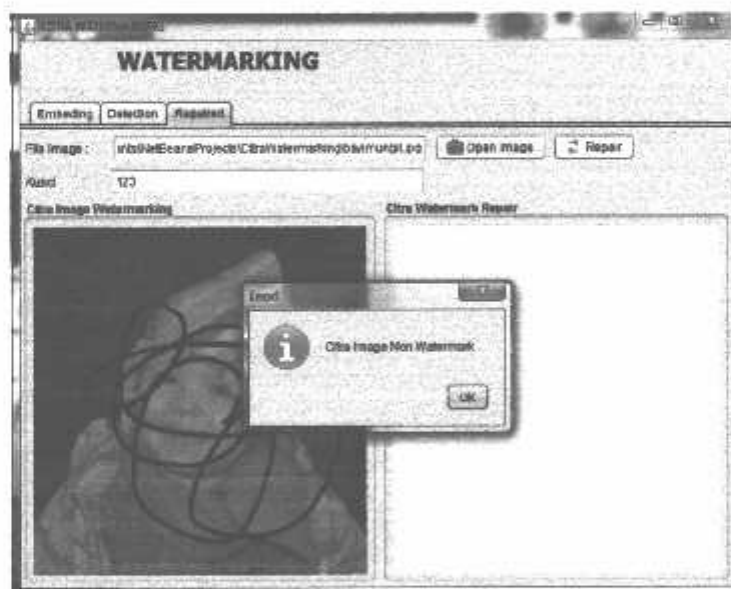 WATERMARKING
Embeding Detection Repaired
File Image : Open Image Repair
Kunci 123
Citra Image Watermarking Citra Watermark Repair
Citra Image Non Watermark
OK